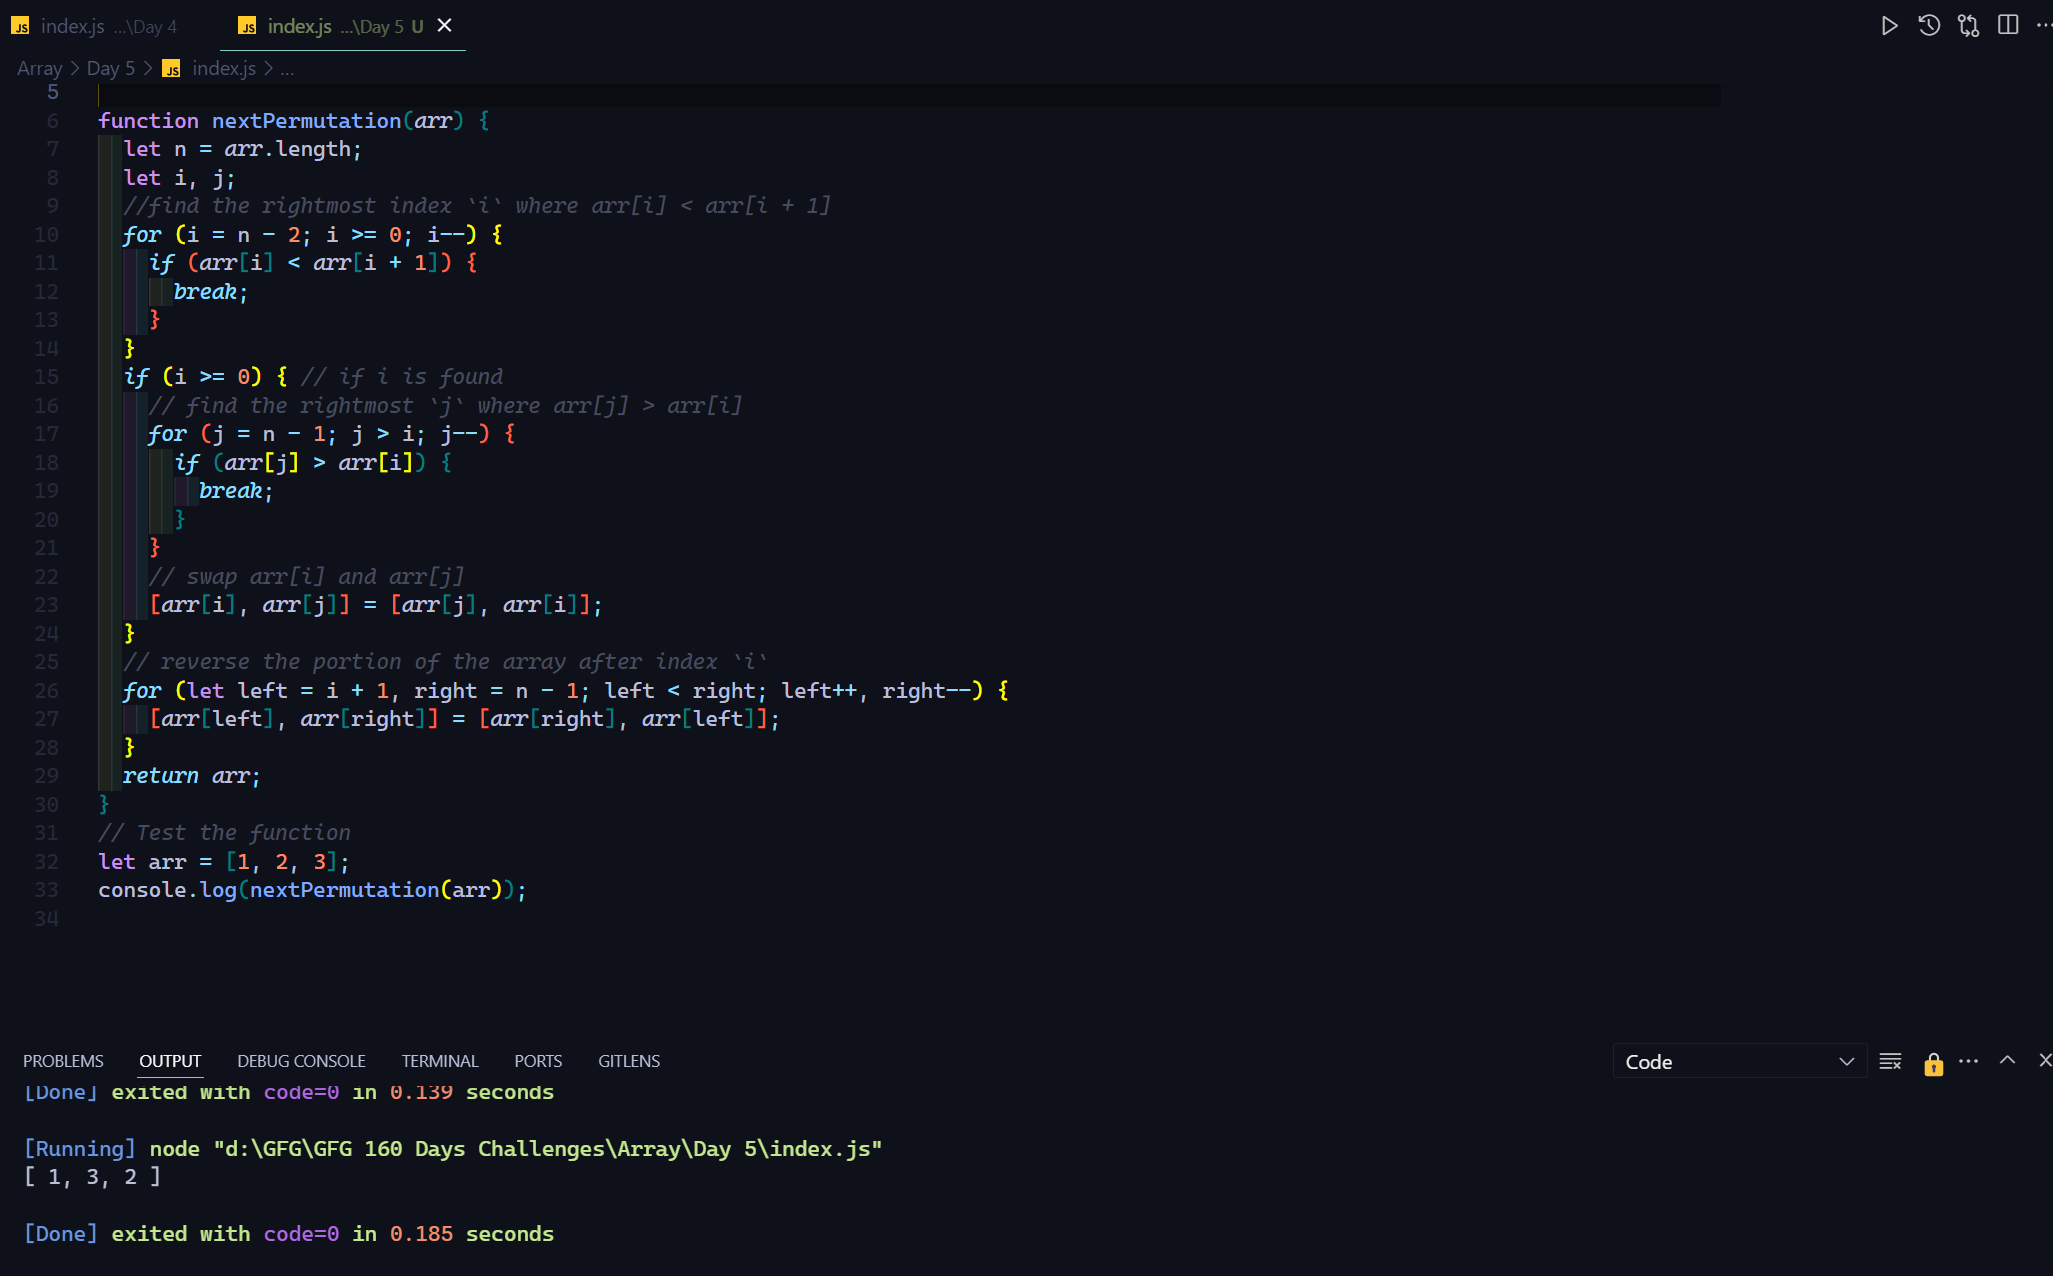 JS index.js ...\Day 4 JS index.js ...\Day 5 U
Array > Day 5 > JS index.js > ...
5
6 function nextPermutation(arr) {
7 let n = arr.length;
8 let i, j;
9 //find the rightmost index `i` where arr[i] < arr[i + 1]
10 for (i = n - 2; i >= 0; i--) {
11 if (arr[i] < arr[i + 1]) {
12 break;
13 }
14 }
15 if (i >= 0) { // if i is found
16 // find the rightmost `j` where arr[j] > arr[i]
17 for (j = n - 1; j > i; j--) {
18 if (arr[j] > arr[i]) {
19 break;
20 }
21 }
22 // swap arr[i] and arr[j]
23 [arr[i], arr[j]] = [arr[j], arr[i]];
24 }
25 // reverse the portion of the array after index `i`
26 for (let left = i + 1, right = n - 1; left < right; left++, right--) {
27 [arr[left], arr[right]] = [arr[right], arr[left]];
28 }
29 return arr;
30 }
31 // Test the function
32 let arr = [1, 2, 3];
33 console.log(nextPermutation(arr));
34
PROBLEMS OUTPUT DEBUG CONSOLE TERMINAL PORTS GITLENS Code
[Done] exited with code=0 in 0.139 seconds
[Running] node "d:\GFG\GFG 160 Days Challenges\Array\Day 5\index.js"
[ 1, 3, 2 ]
[Done] exited with code=0 in 0.185 seconds